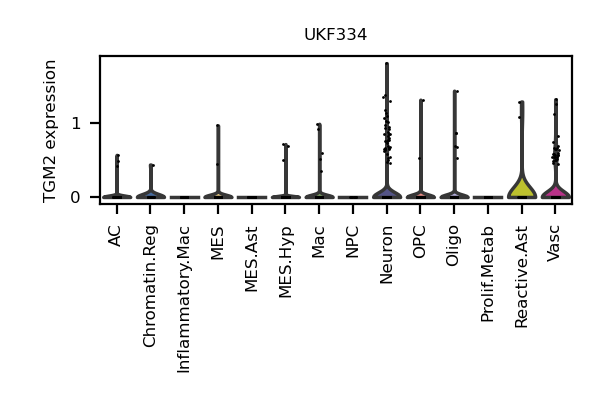 UKF334
TGM2 expression
1
0
AC
Chromatin.Reg
Inflammatory.Mac
MES
MES.Ast
MES.Hyp
Mac
NPC
Neuron
OPC
Oligo
Prolif.Metab
Reactive.Ast
Vasc